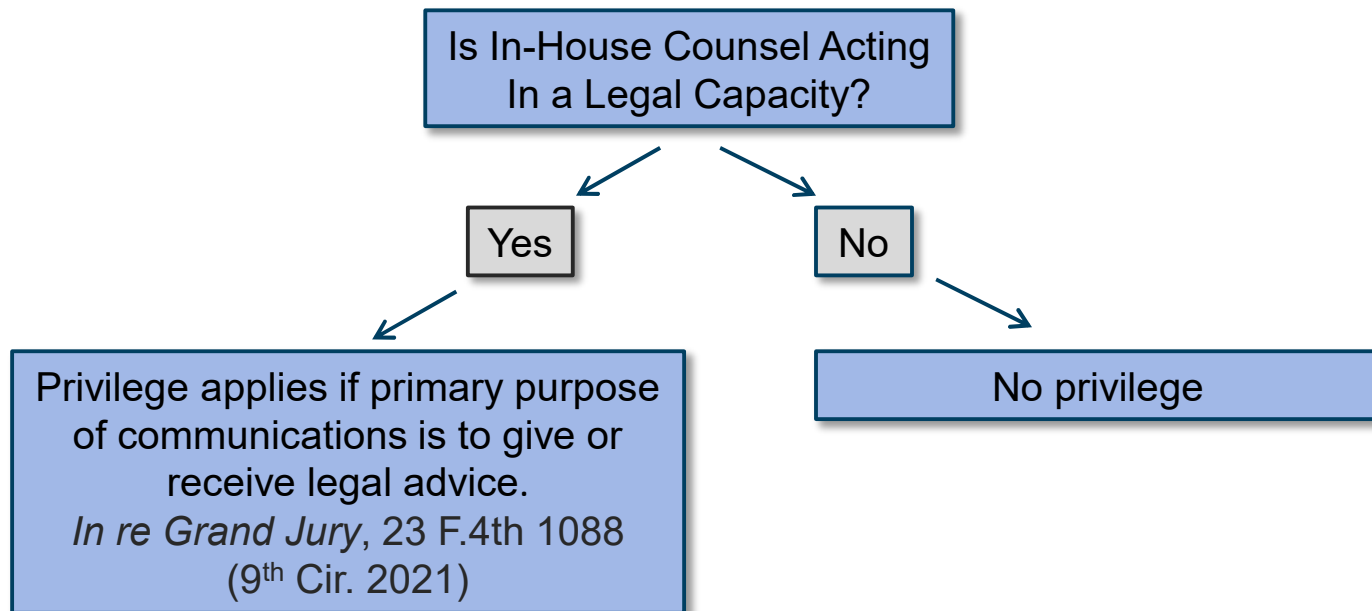 Is In-House Counsel Acting
In a Legal Capacity?
Yes
No
Privilege applies if primary purpose
of communications is to give or
receive legal advice.
In re Grand Jury, 23 F.4th 1088
(9th Cir. 2021)
No privilege